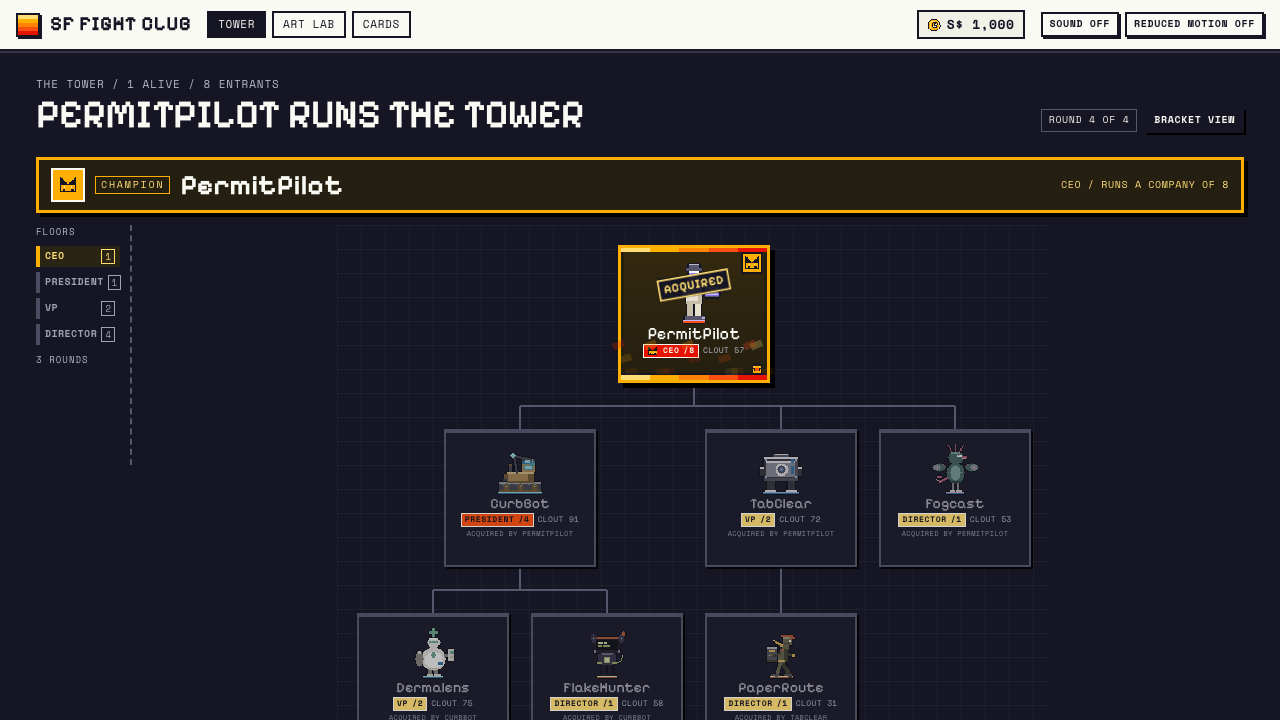 SF FIGHT CLUB
TOWER
ART LAB
CARDS
S$ 1,000
SOUND OFF
REDUCED MOTION OFF
THE TOWER / 1 ALIVE / 8 ENTRANTS
PERMITPILOT RUNS THE TOWER
ROUND 4 OF 4
BRACKET VIEW
CHAMPION
PermitPilot
CEO / RUNS A COMPANY OF 8
FLOORS
CEO 1
PRESIDENT 1
VP 2
DIRECTOR 4
3 ROUNDS
ACQUIRED
PermitPilot
CEO /8 CLOUT 57
CurbBot
PRESIDENT /4 CLOUT 91
ACQUIRED BY PERMITPILOT
TabClear
VP /2 CLOUT 72
ACQUIRED BY PERMITPILOT
Fogcast
DIRECTOR /1 CLOUT 53
ACQUIRED BY PERMITPILOT
Dermalens
VP /2 CLOUT 75
ACQUIRED BY CURBBOT
FlakeHunter
DIRECTOR /1 CLOUT 58
ACQUIRED BY CURBBOT
PaperRoute
DIRECTOR /1 CLOUT 31
ACQUIRED BY TABCLEAR